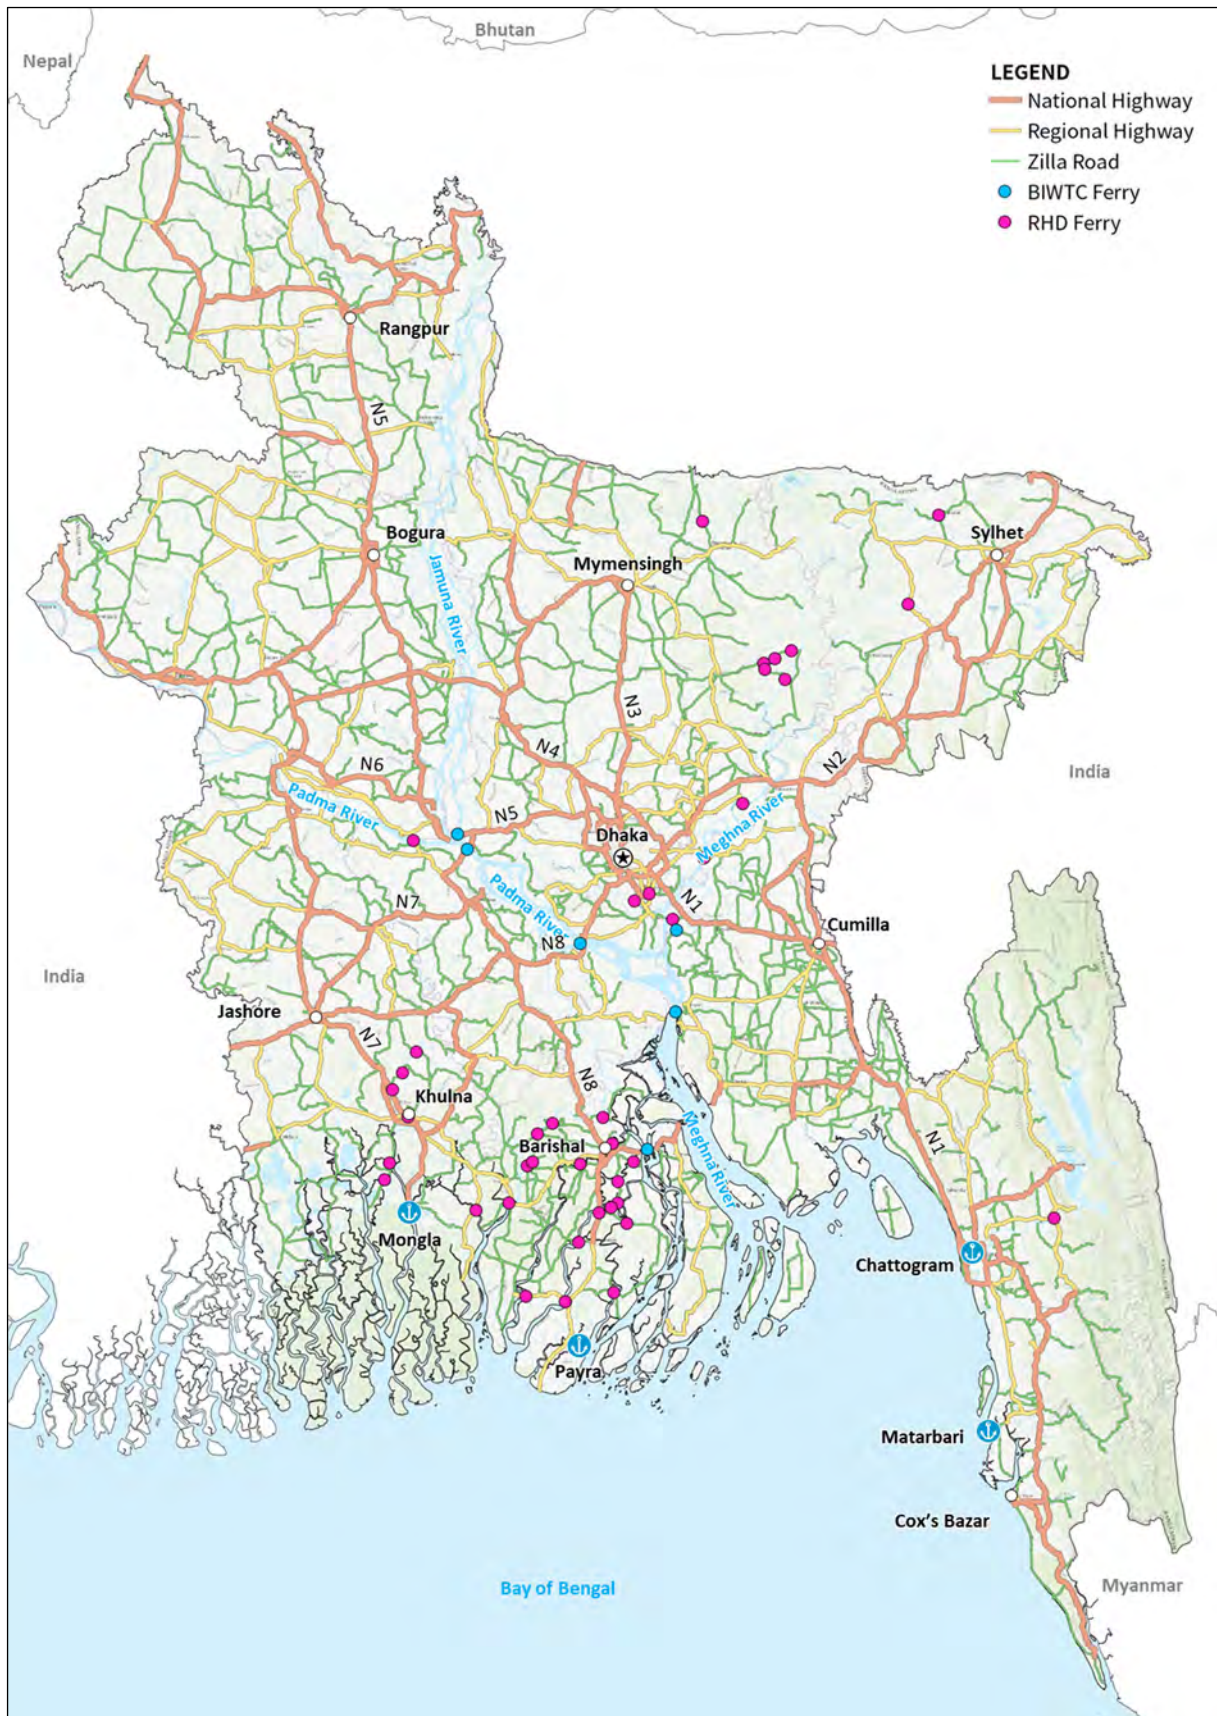 Bhutan
Nepal
LEGEND
National Highway
Regional Highway
Zilla Road
BIWTC Ferry
RHD Ferry
Rangpur
N5
Bogura
Sylhet
Jamuna River
Mymensingh
N3
N4
N2
N6
India
Padma River
N5
Meghna River
Dhaka
Padma River
N7
N1
Cumilla
N8
India
Jashore
N7
N8
Khulna
Meghna River
N1
Barishal
Mongla
Chattogram
Payra
Matarbari
Cox's Bazar
Bay of Bengal
Myanmar